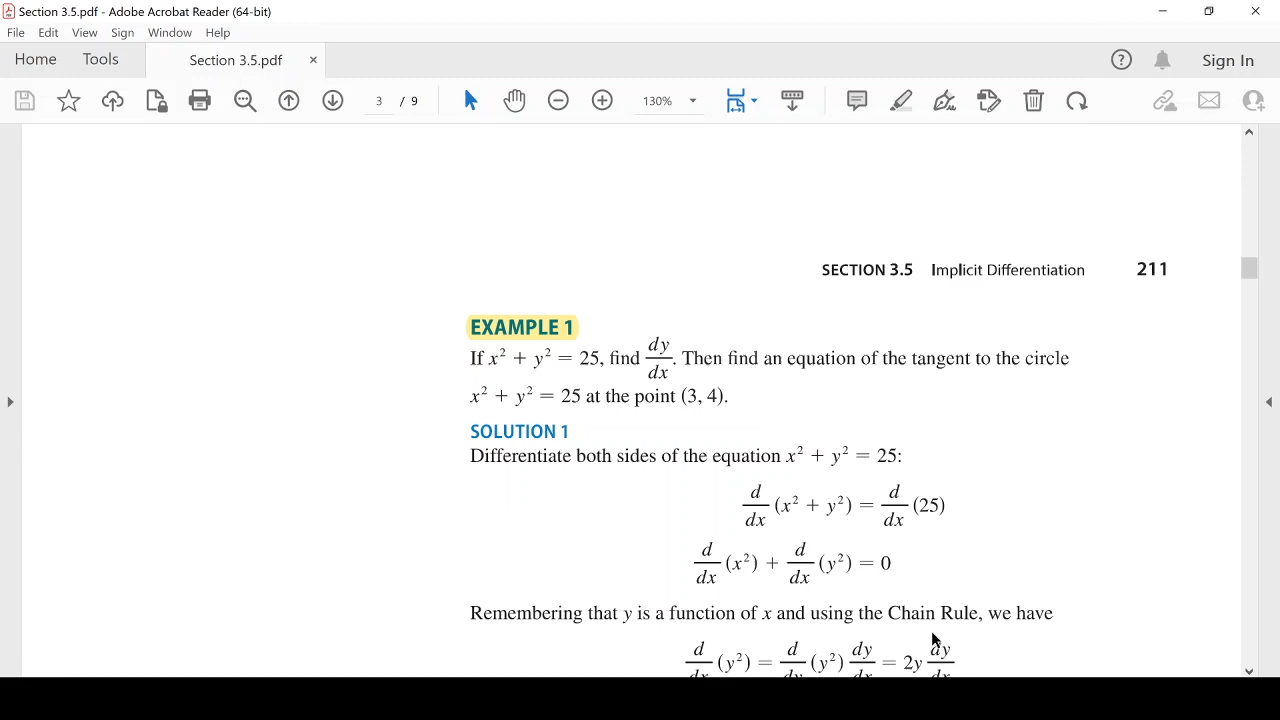 Section 3.5.pdf - Adobe Acrobat Reader (64-bit)
File Edit View Sign Window Help
Home Tools Section 3.5.pdf × Sign In
3 / 9 130%
SECTION 3.5 Implicit Differentiation 211
EXAMPLE 1
If x² + y² = 25, find dy/dx. Then find an equation of the tangent to the circle
x² + y² = 25 at the point (3, 4).
SOLUTION 1
Differentiate both sides of the equation x² + y² = 25:
d/dx (x² + y²) = d/dx (25)
d/dx (x²) + d/dx (y²) = 0
Remembering that y is a function of x and using the Chain Rule, we have
d/dx (y²) = d/dy (y²) dy/dx = 2y dy/dx